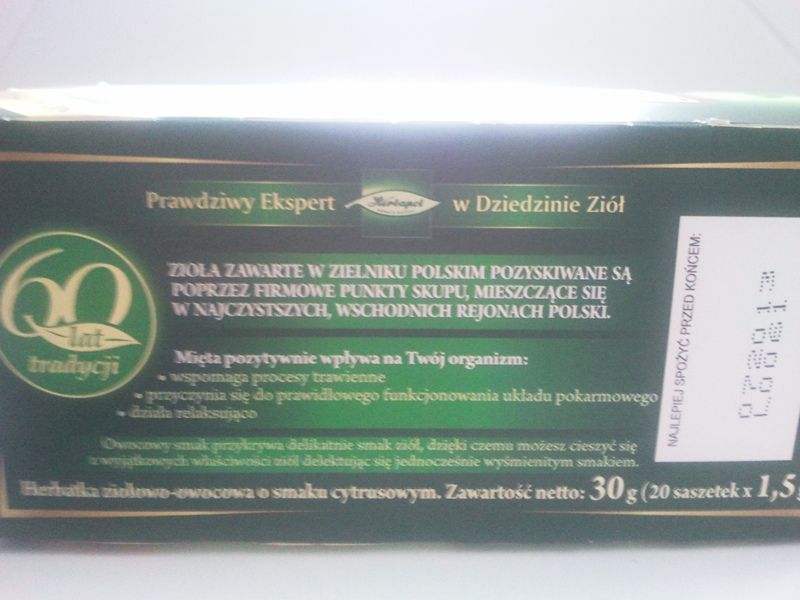 Prawdziwy Ekspert Herbapol w Dziedzinie Ziół
60
lat
tradycji
ZIOŁA ZAWARTE W ZIELNIKU POLSKIM POZYSKIWANE SĄ
POPRZEZ FIRMOWE PUNKTY SKUPU, MIESZCZĄCE SIĘ
W NAJCZYSTSZYCH, WSCHODNICH REJONACH POLSKI.
Mięta pozytywnie wpływa na Twój organizm:
• wspomaga procesy trawienne
• przyczynia się do prawidłowego funkcjonowania układu pokarmowego
• działa relaksująco
Owocowy smak przykrywa delikatnie smak ziół, dzięki czemu możesz cieszyć się
z wyjątkowych właściwości ziół delektując się jednocześnie wyśmienitym smakiem.
Herbatka ziołowo-owocowa o smaku cytrusowym. Zawartość netto: 30 g (20 saszetek x 1,5
NAJLEPIEJ SPOŻYĆ PRZED KOŃCEM: